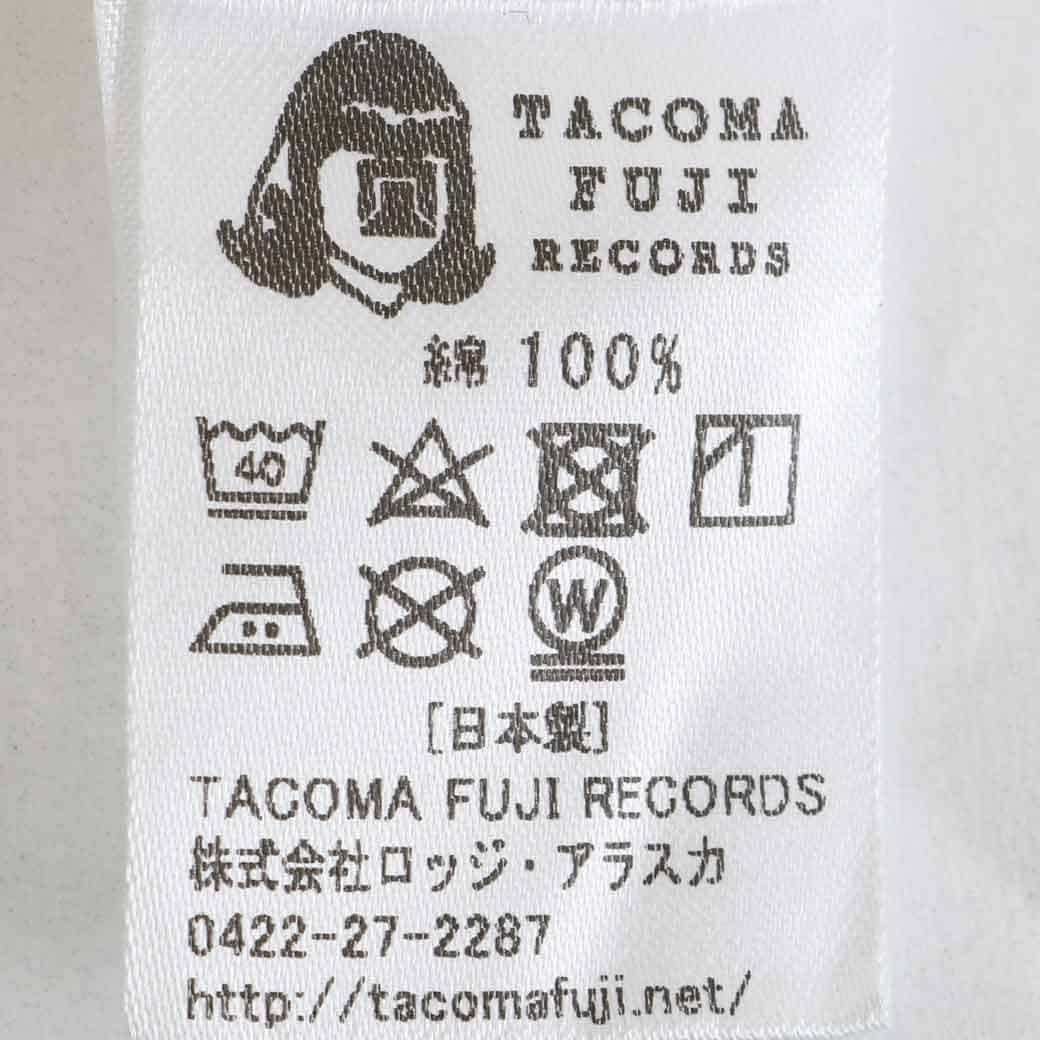 TACOMA
FUJI
RECORDS
綿 100%
40
W
[日本製]
TACOMA FUJI RECORDS
株式会社ロッジ・アラスカ
0422-27-2287
http://tacomafuji.net/